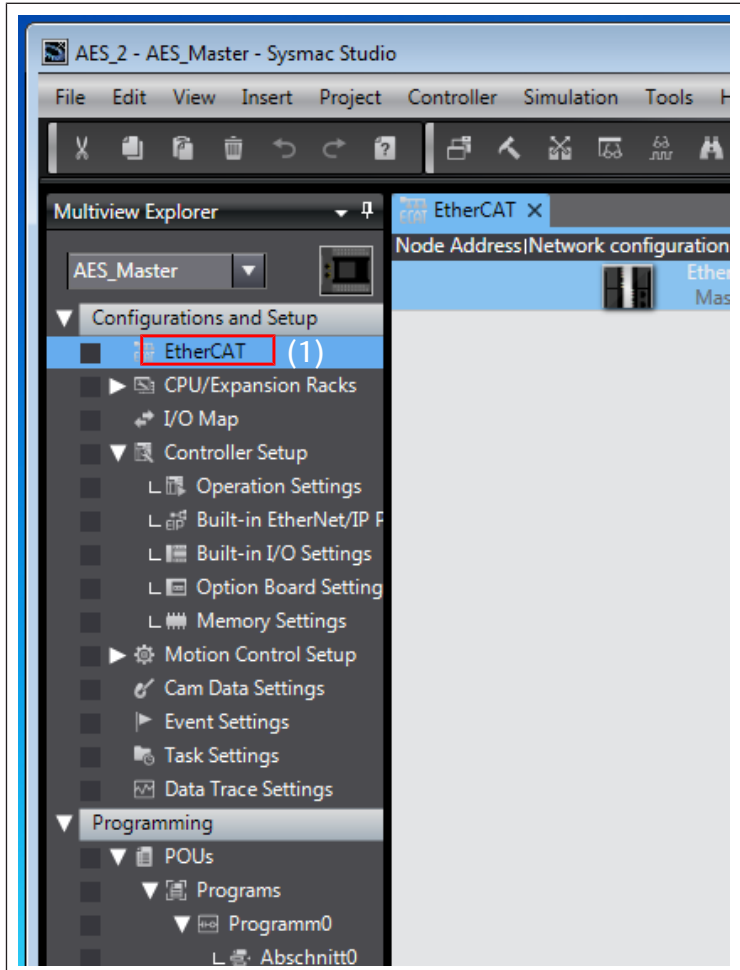 AES_2 - AES_Master - Sysmac Studio
File Edit View Insert Project Controller Simulation Tools H
Multiview Explorer
EtherCAT
Node Address|Network configuration
AES_Master
Ether
Mas
Configurations and Setup
EtherCAT (1)
CPU/Expansion Racks
I/O Map
Controller Setup
Operation Settings
Built-in EtherNet/IP P
Built-in I/O Settings
Option Board Setting
Memory Settings
Motion Control Setup
Cam Data Settings
Event Settings
Task Settings
Data Trace Settings
Programming
POUs
Programs
Programm0
Abschnitt0